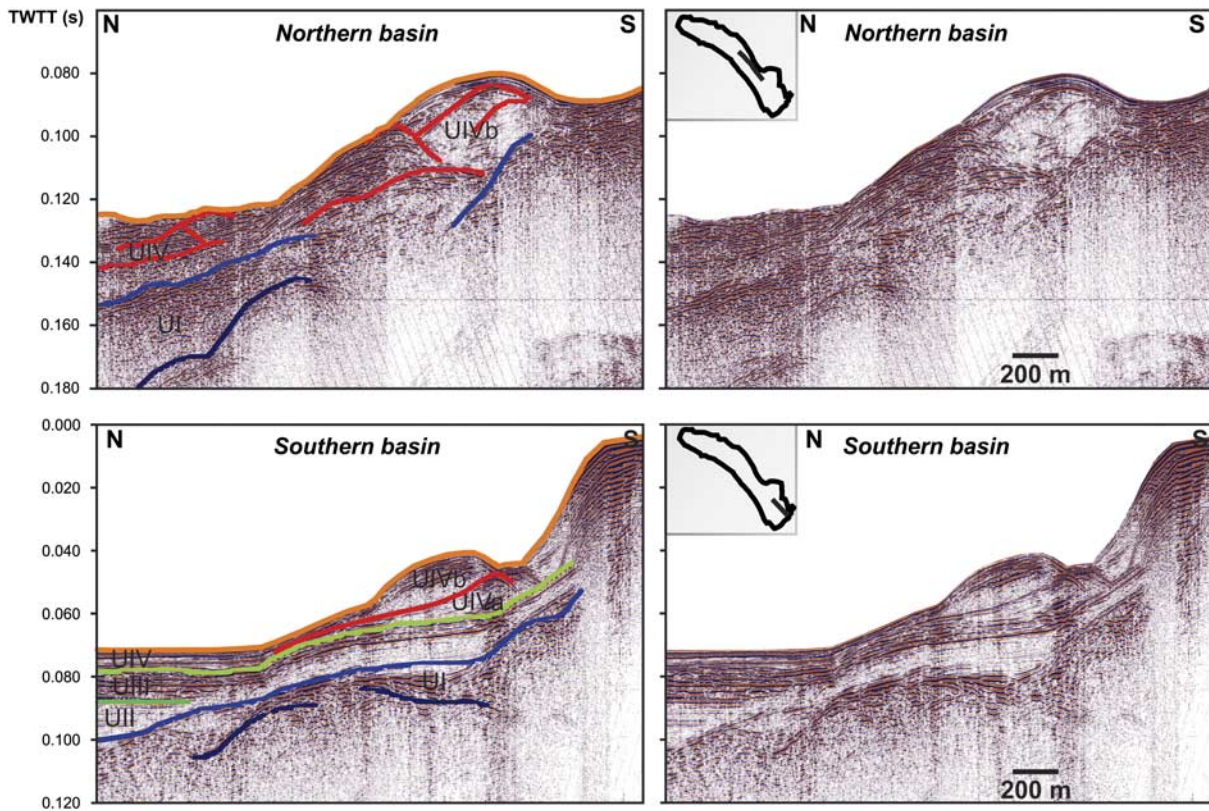 TWTT (s)
N Northern basin S
N Northern basin S
0.080
0.100
UIVb
0.120
UIV
0.140
0.160
UI
0.180
200 m
0.000
N Southern basin S
N Southern basin S
0.020
0.040
UIVb
UIVa
0.060
UIV
0.080
UIII
UI
UII
0.100
0.120
200 m